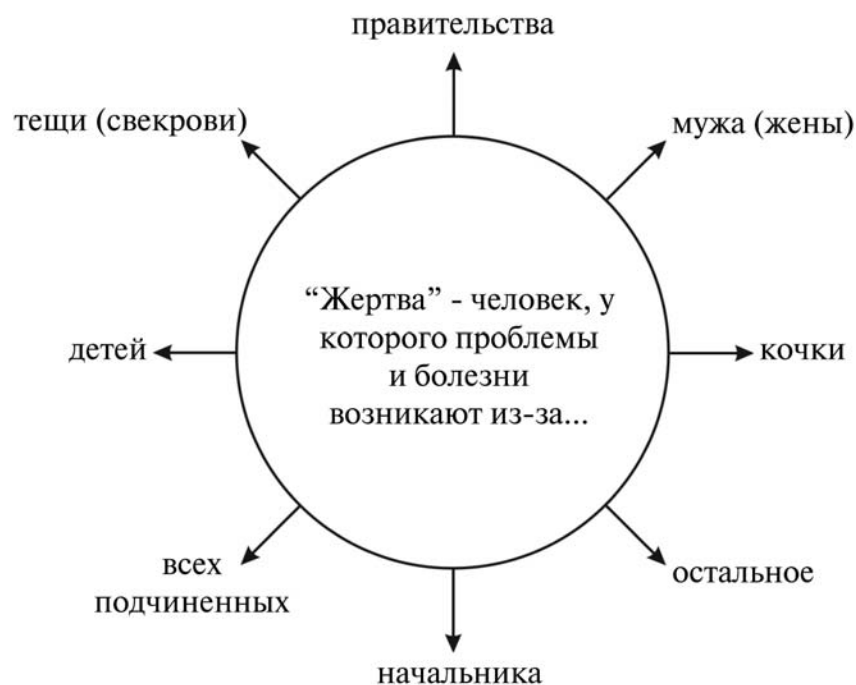 правительства
тещи (свекрови)
мужа (жены)
“Жертва” - человек, у
которого проблемы
и болезни
возникают из-за...
детей
кочки
всех
подчиненных
остальное
начальника